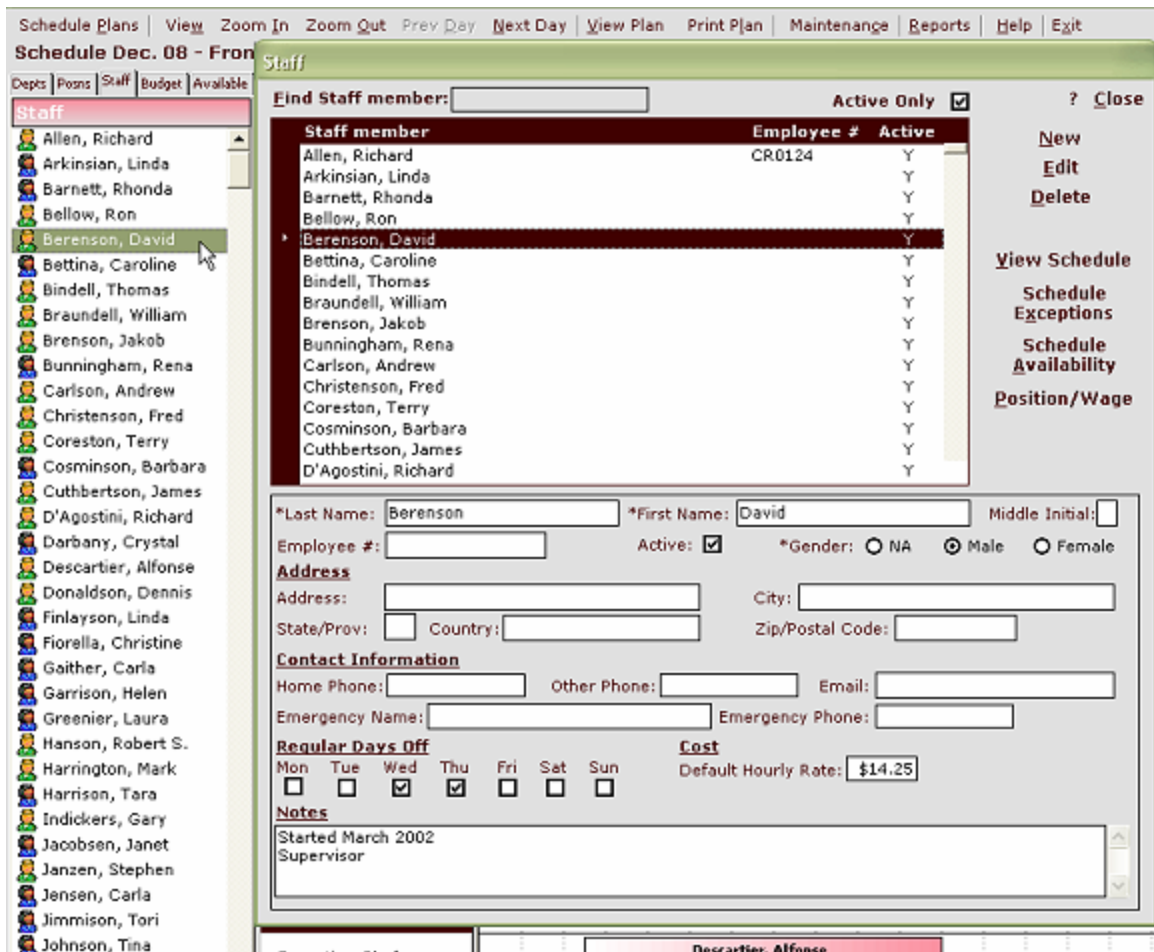 Schedule Plans View Zoom In Zoom Out Prev Day Next Day View Plan Print Plan Maintenance Reports Help Exit
Schedule Dec. 08 - Fron
Depts Posns Staff Budget Available
Staff
Allen, Richard
Arkinsian, Linda
Barnett, Rhonda
Bellow, Ron
Berenson, David
Bettina, Caroline
Bindell, Thomas
Braundell, William
Brenson, Jakob
Bunningham, Rena
Carlson, Andrew
Christenson, Fred
Coreston, Terry
Cosminson, Barbara
Cuthbertson, James
D'Agostini, Richard
Darbany, Crystal
Descartier, Alfonse
Donaldson, Dennis
Finlayson, Linda
Fiorella, Christine
Gaither, Carla
Garrison, Helen
Greenier, Laura
Hanson, Robert S.
Harrington, Mark
Harrison, Tara
Indickers, Gary
Jacobsen, Janet
Janzen, Stephen
Jensen, Carla
Jimmison, Tori
Johnson, Tina
Staff
Find Staff member: Active Only ? Close
Staff member Employee # Active
Allen, Richard CR0124 Y
Arkinsian, Linda Y
Barnett, Rhonda Y
Bellow, Ron Y
Berenson, David Y
Bettina, Caroline Y
Bindell, Thomas Y
Braundell, William Y
Brenson, Jakob Y
Bunningham, Rena Y
Carlson, Andrew Y
Christenson, Fred Y
Coreston, Terry Y
Cosminson, Barbara Y
Cuthbertson, James Y
D'Agostini, Richard Y
New
Edit
Delete
View Schedule
Schedule
Exceptions
Schedule
Availability
Position/Wage
*Last Name: Berenson *First Name: David Middle Initial:
Employee #: Active: *Gender: NA Male Female
Address
Address: City:
State/Prov: Country: Zip/Postal Code:
Contact Information
Home Phone: Other Phone: Email:
Emergency Name: Emergency Phone:
Regular Days Off Cost
Mon Tue Wed Thu Fri Sat Sun Default Hourly Rate: $14.25
Notes
Started March 2002
Supervisor
Descartier, Alfonse